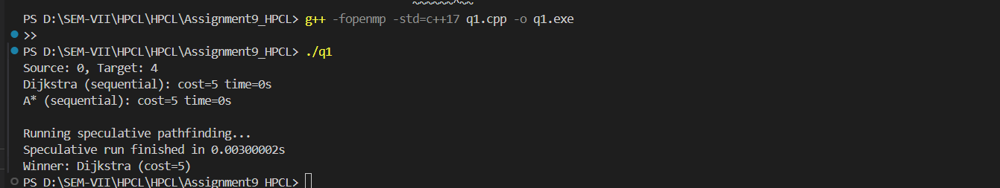 PS D:\SEM-VII\HPCL\HPCL\Assignment9_HPCL> g++ -fopenmp -std=c++17 q1.cpp -o q1.exe
>>
PS D:\SEM-VII\HPCL\HPCL\Assignment9_HPCL> ./q1
Source: 0, Target: 4
Dijkstra (sequential): cost=5 time=0s
A* (sequential): cost=5 time=0s

Running speculative pathfinding...
Speculative run finished in 0.00300002s
Winner: Dijkstra (cost=5)
PS D:\SEM-VII\HPCL\HPCL\Assignment9_HPCL>